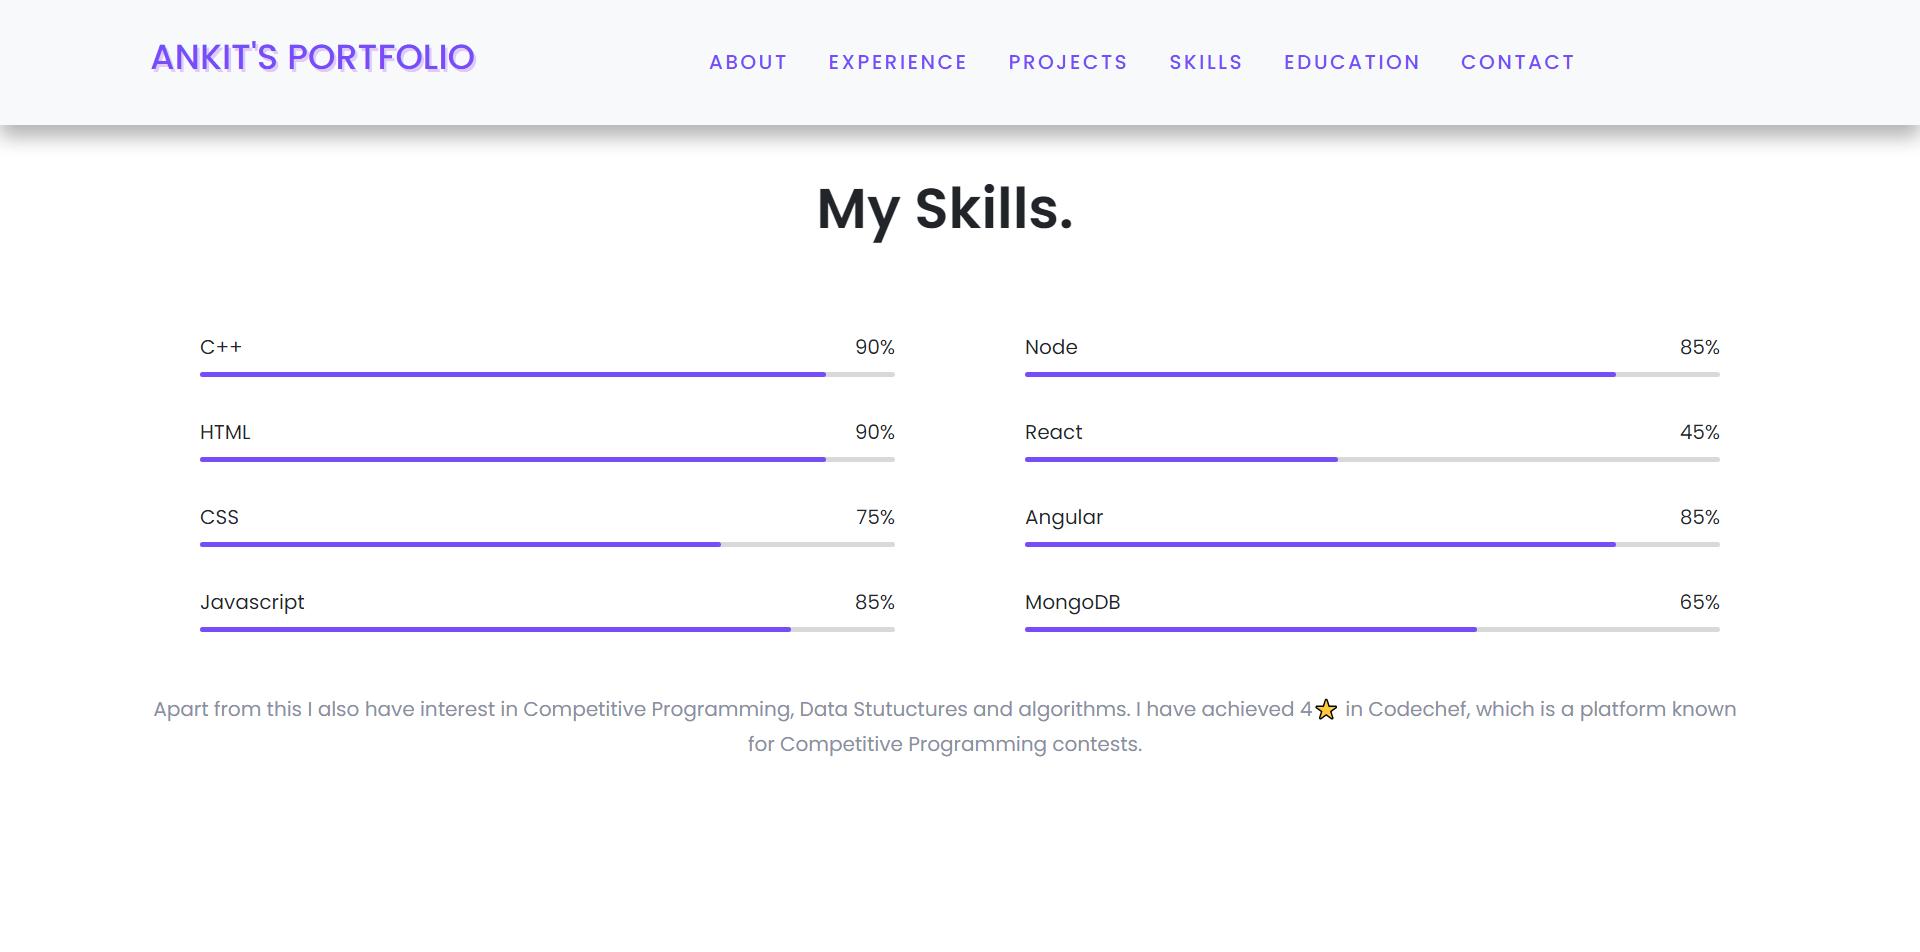 ANKIT'S PORTFOLIO
ABOUT EXPERIENCE PROJECTS SKILLS EDUCATION CONTACT
My Skills.
C++ 90%
Node 85%
HTML 90%
React 45%
CSS 75%
Angular 85%
Javascript 85%
MongoDB 65%
Apart from this I also have interest in Competitive Programming, Data Stutuctures and algorithms. I have achieved 4⭐ in Codechef, which is a platform known
for Competitive Programming contests.